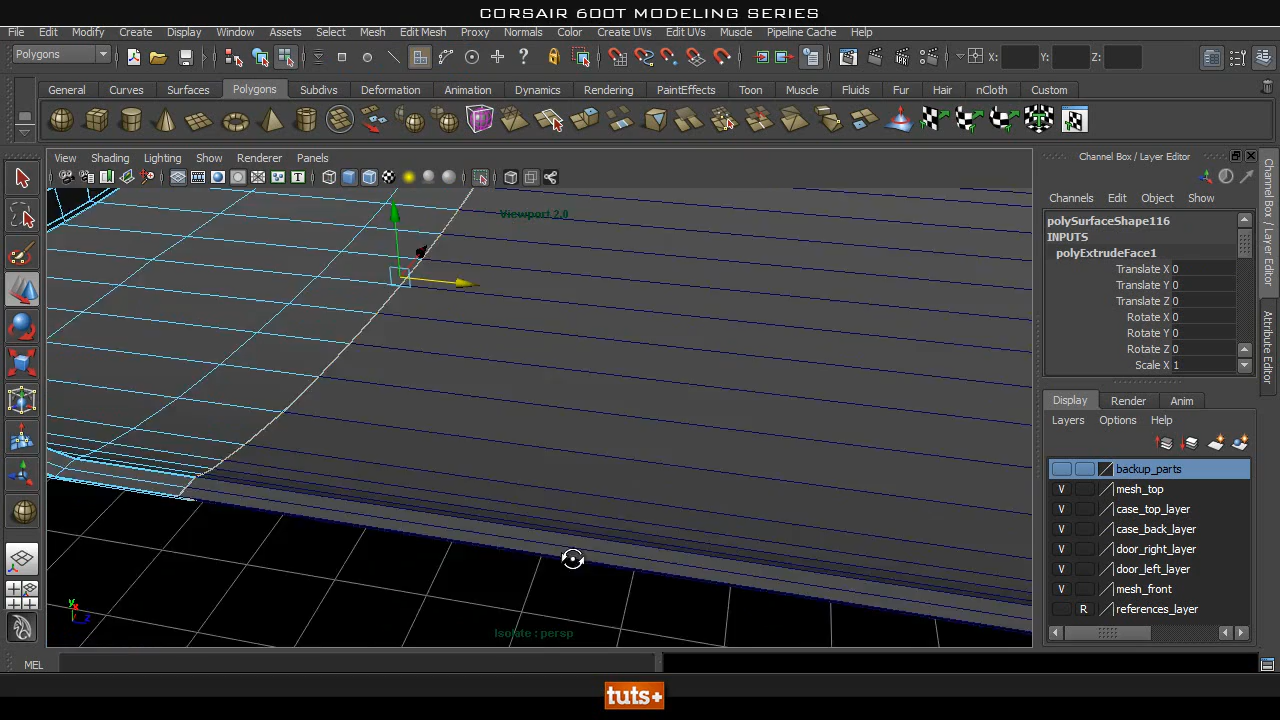 CORSAIR 600T MODELING SERIES
File Edit Modify Create Display Window Assets Select Mesh Edit Mesh Proxy Normals Color Create UVs Edit UVs Muscle Pipeline Cache Help
Polygons X: Y: Z:
General Curves Surfaces Polygons Subdivs Deformation Animation Dynamics Rendering PaintEffects Toon Muscle Fluids Fur Hair nCloth Custom
View Shading Lighting Show Renderer Panels
Channel Box / Layer Editor
Channels Edit Object Show
Viewport 2.0
polySurfaceShape116
INPUTS
polyExtrudeFace1
Translate X 0
Translate Y 0
Translate Z 0
Rotate X 0
Rotate Y 0
Rotate Z 0
Scale X 1
Display Render Anim
Layers Options Help
backup_parts
V mesh_top
V case_top_layer
V case_back_layer
V door_right_layer
V door_left_layer
V mesh_front
R references_layer
Channel Box / Layer Editor
Attribute Editor
y
x
z
Isolate : persp
MEL
tuts+